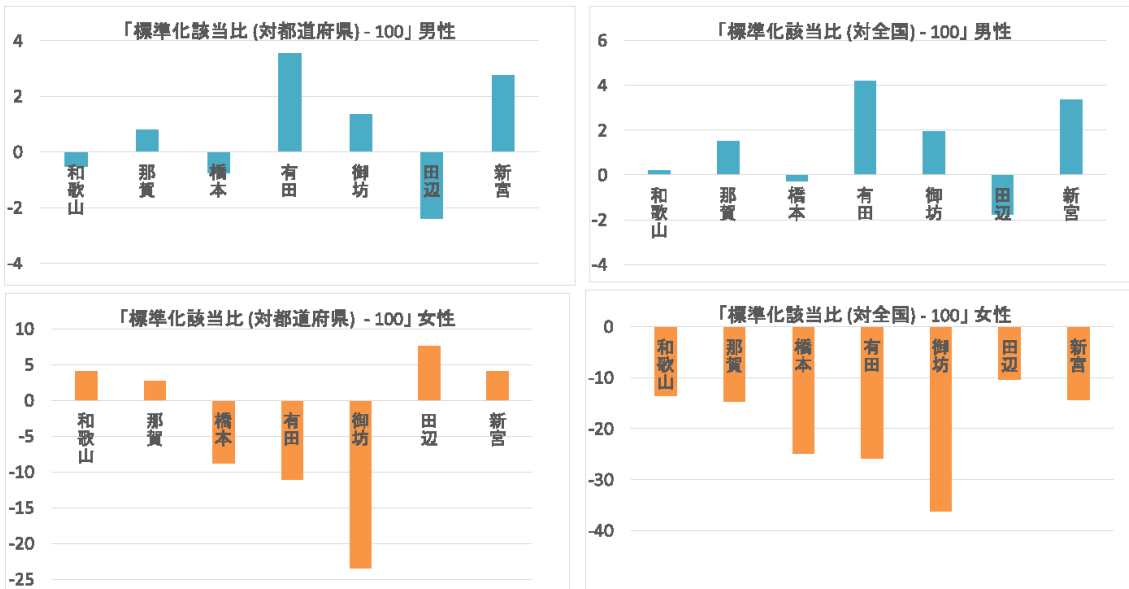 「標準化該当比 (対都道府県) - 100」 男性
4
2
0
-2
-4
和歌山
那賀
橋本
有田
御坊
田辺
新宮
「標準化該当比 (対全国) - 100」 男性
6
4
2
0
-2
-4
和歌山
那賀
橋本
有田
御坊
田辺
新宮
「標準化該当比 (対都道府県) - 100」 女性
10
5
0
-5
-10
-15
-20
-25
和歌山
那賀
橋本
有田
御坊
田辺
新宮
「標準化該当比 (対全国) - 100」 女性
0
-10
-20
-30
-40
和歌山
那賀
橋本
有田
御坊
田辺
新宮